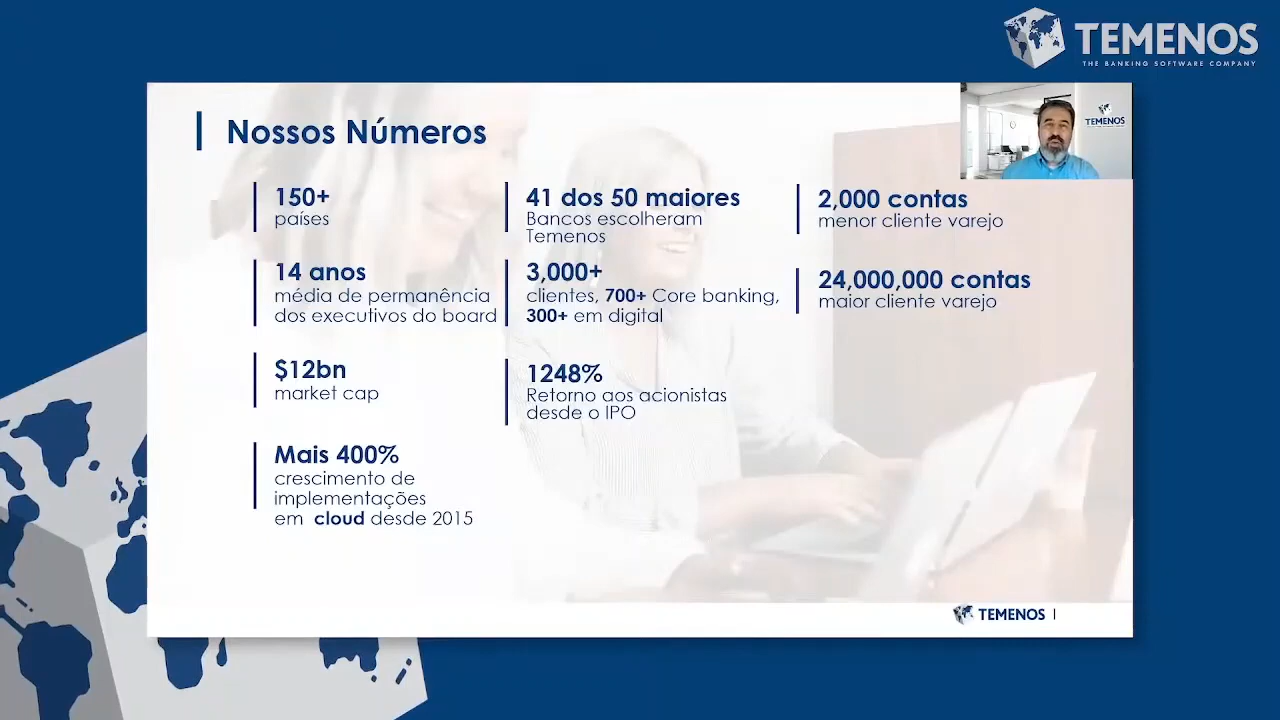 TEMENOS
THE BANKING SOFTWARE COMPANY
TEMENOS
Nossos Números
150+
países
14 anos
média de permanência
dos executivos do board
$12bn
market cap
Mais 400%
crescimento de
implementações
em cloud desde 2015
41 dos 50 maiores
Bancos escolheram
Temenos
3,000+
clientes, 700+ Core banking,
300+ em digital
1248%
Retorno aos acionistas
desde o IPO
2,000 contas
menor cliente varejo
24,000,000 contas
maior cliente varejo
TEMENOS